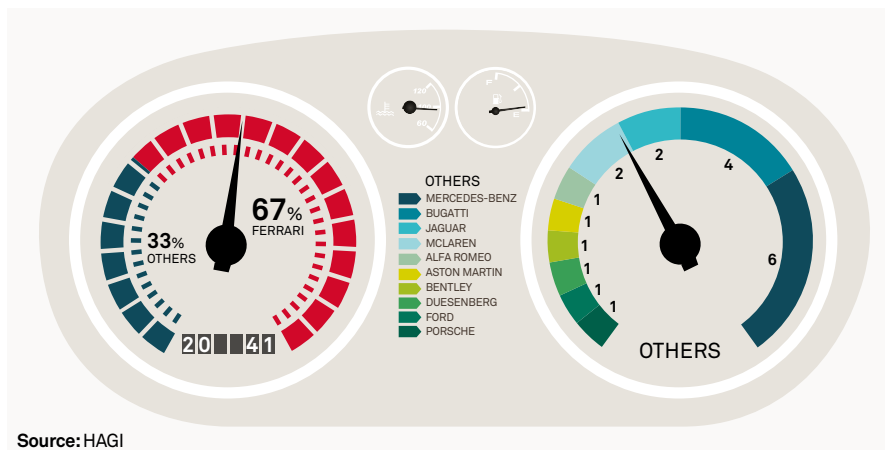 120
60
F
E
67%
FERRARI
33%
OTHERS
20 41
OTHERS
MERCEDES-BENZ
BUGATTI
JAGUAR
MCLAREN
ALFA ROMEO
ASTON MARTIN
BENTLEY
DUESENBERG
FORD
PORSCHE
2
4
2
1
1
1
1
1
1
6
OTHERS
Source: HAGI